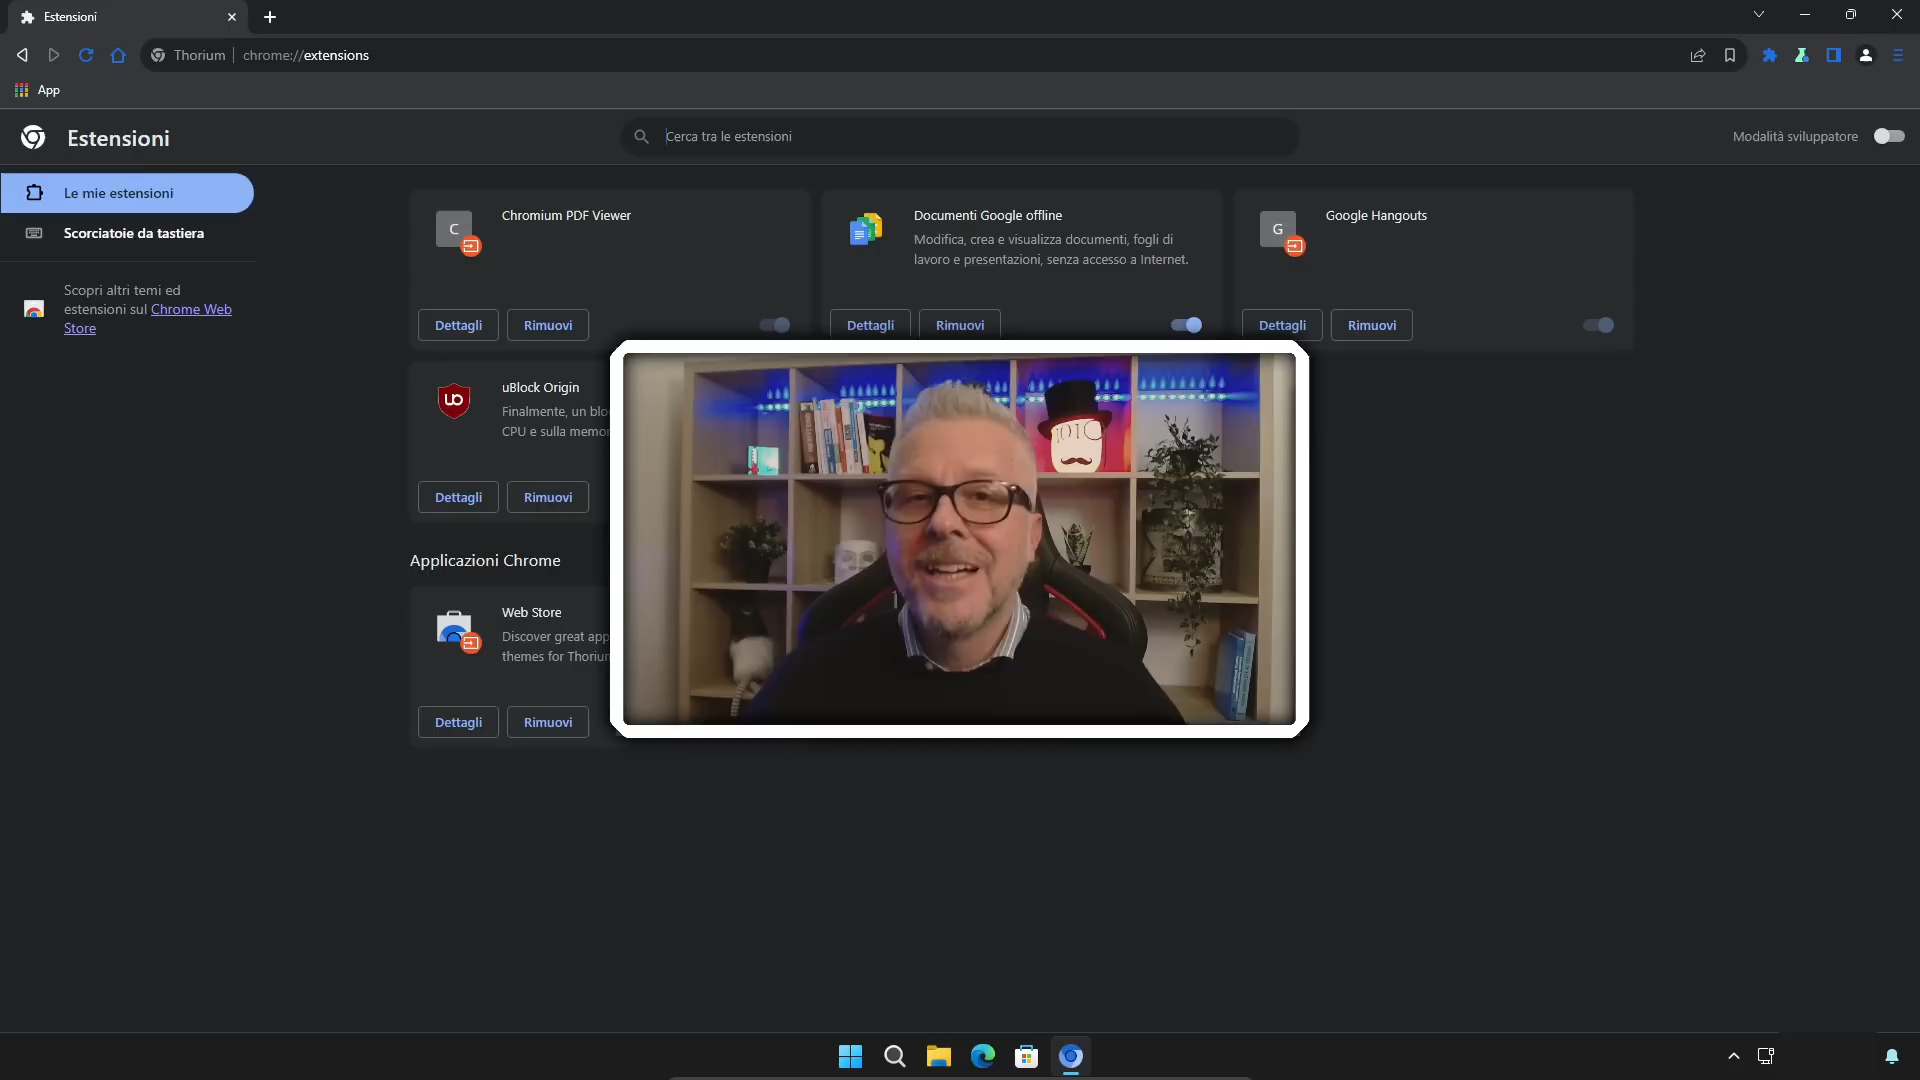 Estensioni
Thorium
chrome://extensions
App
Estensioni
Cerca tra le estensioni
Modalità sviluppatore
Le mie estensioni
Scorciatoie da tastiera
Scopri altri temi ed
estensioni sul Chrome Web
Store
C
Chromium PDF Viewer
Dettagli
Rimuovi
Documenti Google offline
Modifica, crea e visualizza documenti, fogli di
lavoro e presentazioni, senza accesso a Internet.
Dettagli
Rimuovi
G
Google Hangouts
Dettagli
Rimuovi
uBlock Origin
Finalmente, un blo
CPU e sulla memor
Dettagli
Rimuovi
1010
Applicazioni Chrome
Web Store
Discover great app
themes for Thoriu
Dettagli
Rimuovi